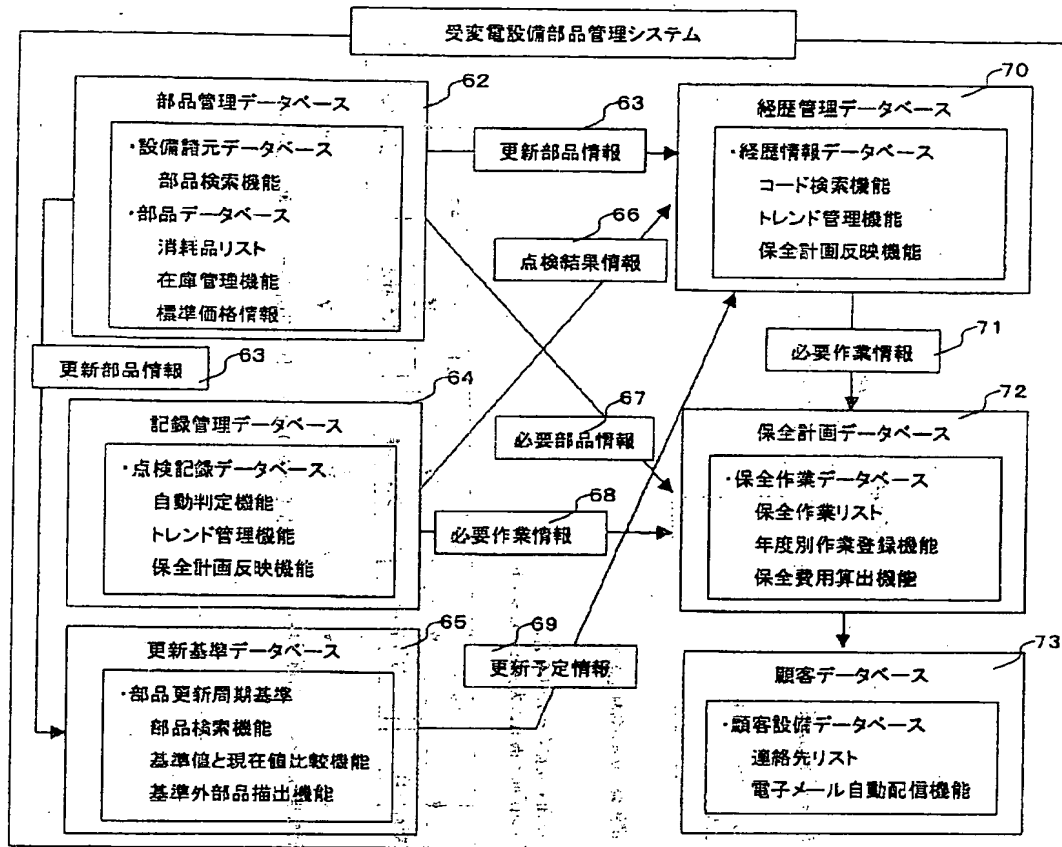 受変電設備部品管理システム
部品管理データベース
62
・設備諸元データベース
部品検索機能
・部品データベース
消耗品リスト
在庫管理機能
標準価格情報
更新部品情報
63
更新部品情報
63
点検結果情報
66
経歴管理データベース
70
・経歴情報データベース
コード検索機能
トレンド管理機能
保全計画反映機能
必要作業情報
71
記録管理データベース
64
・点検記録データベース
自動判定機能
トレンド管理機能
保全計画反映機能
必要部品情報
67
必要作業情報
68
保全計画データベース
72
・保全作業データベース
保全作業リスト
年度別作業登録機能
保全費用算出機能
更新基準データベース
65
・部品更新周期基準
部品検索機能
基準値と現在値比較機能
基準外部品描出機能
更新予定情報
69
顧客データベース
73
・顧客設備データベース
連絡先リスト
電子メール自動配信機能